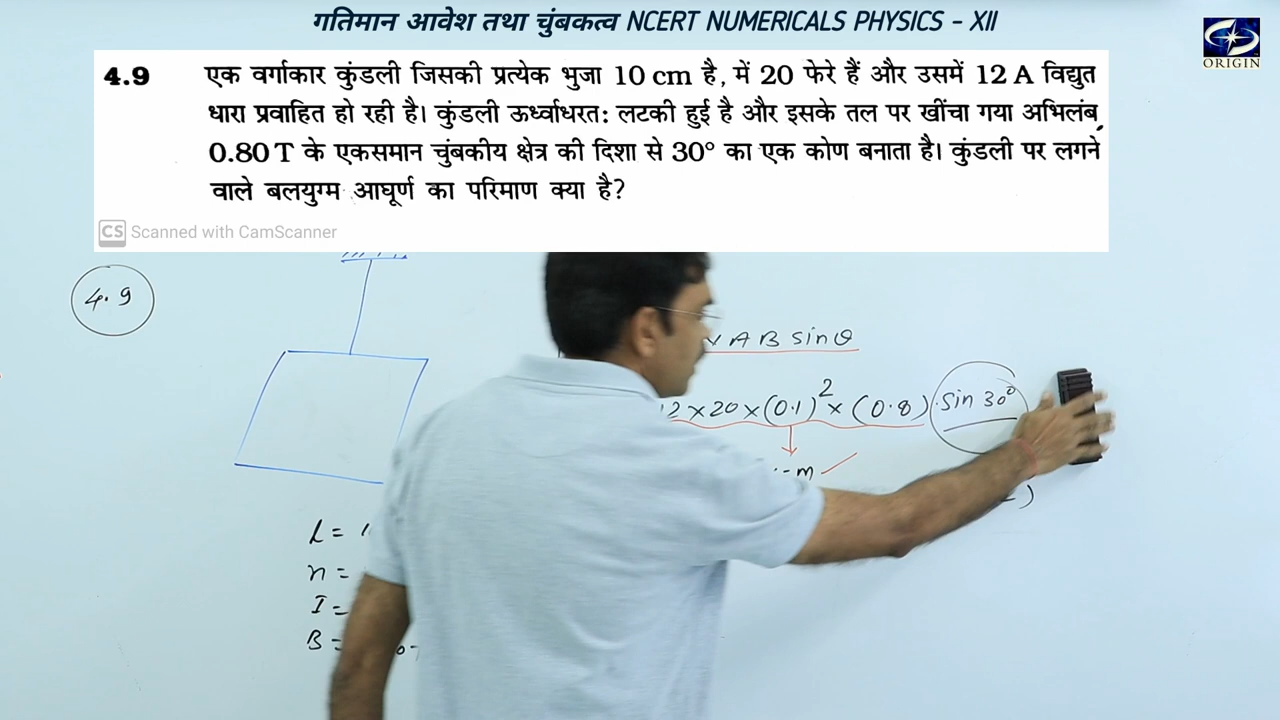 गतिमान आवेश तथा चुंबकत्व NCERT NUMERICALS PHYSICS - XII
ORIGIN
4.9 एक वर्गाकार कुंडली जिसकी प्रत्येक भुजा 10 cm है, में 20 फेरे हैं और उसमें 12 A विद्युत
धारा प्रवाहित हो रही है। कुंडली ऊर्ध्वाधरत: लटकी हुई है और इसके तल पर खींचा गया अभिलंब,
0.80 T के एकसमान चुंबकीय क्षेत्र की दिशा से 30° का एक कोण बनाता है। कुंडली पर लगने
वाले बलयुग्म आघूर्ण का परिमाण क्या है?
CS Scanned with CamScanner
4.9
A B sinθ
2 × 20 × (0.1)² × (0.8) sin 30°
-m
L =
n =
I =
B =